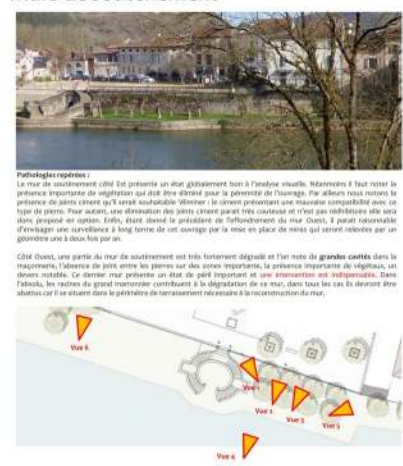 Pathologies repérées :
Le mur de soutènement côté Est présente un état globalement bon à l'analyse visuelle. Néanmoins il faut noter la
présence importante de végétation qui doit être éliminé pour la pérennité de l'ouvrage. Par ailleurs nous notons la
présence de joints ciment qu'il serait souhaitable 'éliminer : le ciment présentant une mauvaise compatibilité avec ce
type de pierre. Pour autant, une élimination des joints ciment parait très couteuse et n'est pas rédhibitoire elle sera
donc proposé en option. Enfin, étant donné le précédent de l'effondrement du mur Ouest, il parait raisonnable
d'envisager une surveillance à long terme de cet ouvrage par la mise en place de mires qui seront relevées par un
géomètre une à deux fois par an.
Côté Ouest, une partie du mur de soutènement est très fortement dégradé et l'on note de grandes cavités dans la
maçonnerie, l'absence de joint entre les pierres sur des zones importante, la présence importante de végétaux, un
devers notable. Ce dernier mur présente un état de péril important et une intervention est indispensable. Dans
l'absolu, les racines du grand marronnier contribuent à la dégradation de ce mur, dans tous les cas ils devront être
abattus car il se situent dans le périmètre de terrassement nécessaire à la reconstruction du mur.
Vue 6
Vue 1
Vue 2
Vue 3
Vue 5
Vue 4